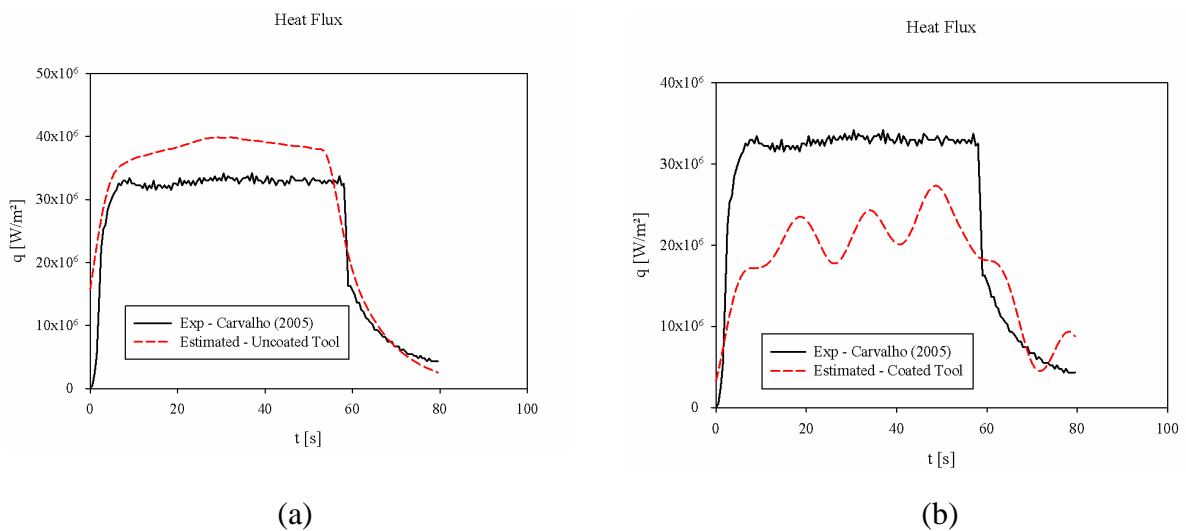 Heat Flux
50x10⁶
40x10⁶
30x10⁶
20x10⁶
10x10⁶
0
q [W/m²]
Exp - Carvalho (2005)
Estimated - Uncoated Tool
0 20 40 60 80 100
t [s]
(a)
Heat Flux
40x10⁶
30x10⁶
20x10⁶
10x10⁶
0
q [W/m²]
Exp - Carvalho (2005)
Estimated - Coated Tool
0 20 40 60 80 100
t [s]
(b)